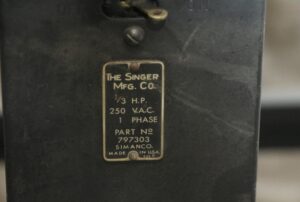 THE SINGER
MFG. CO.
1/3 H.P.
250 V.A.C.
1 PHASE
PART NO
797303
SIMANCO.
MADE IN U.S.A.